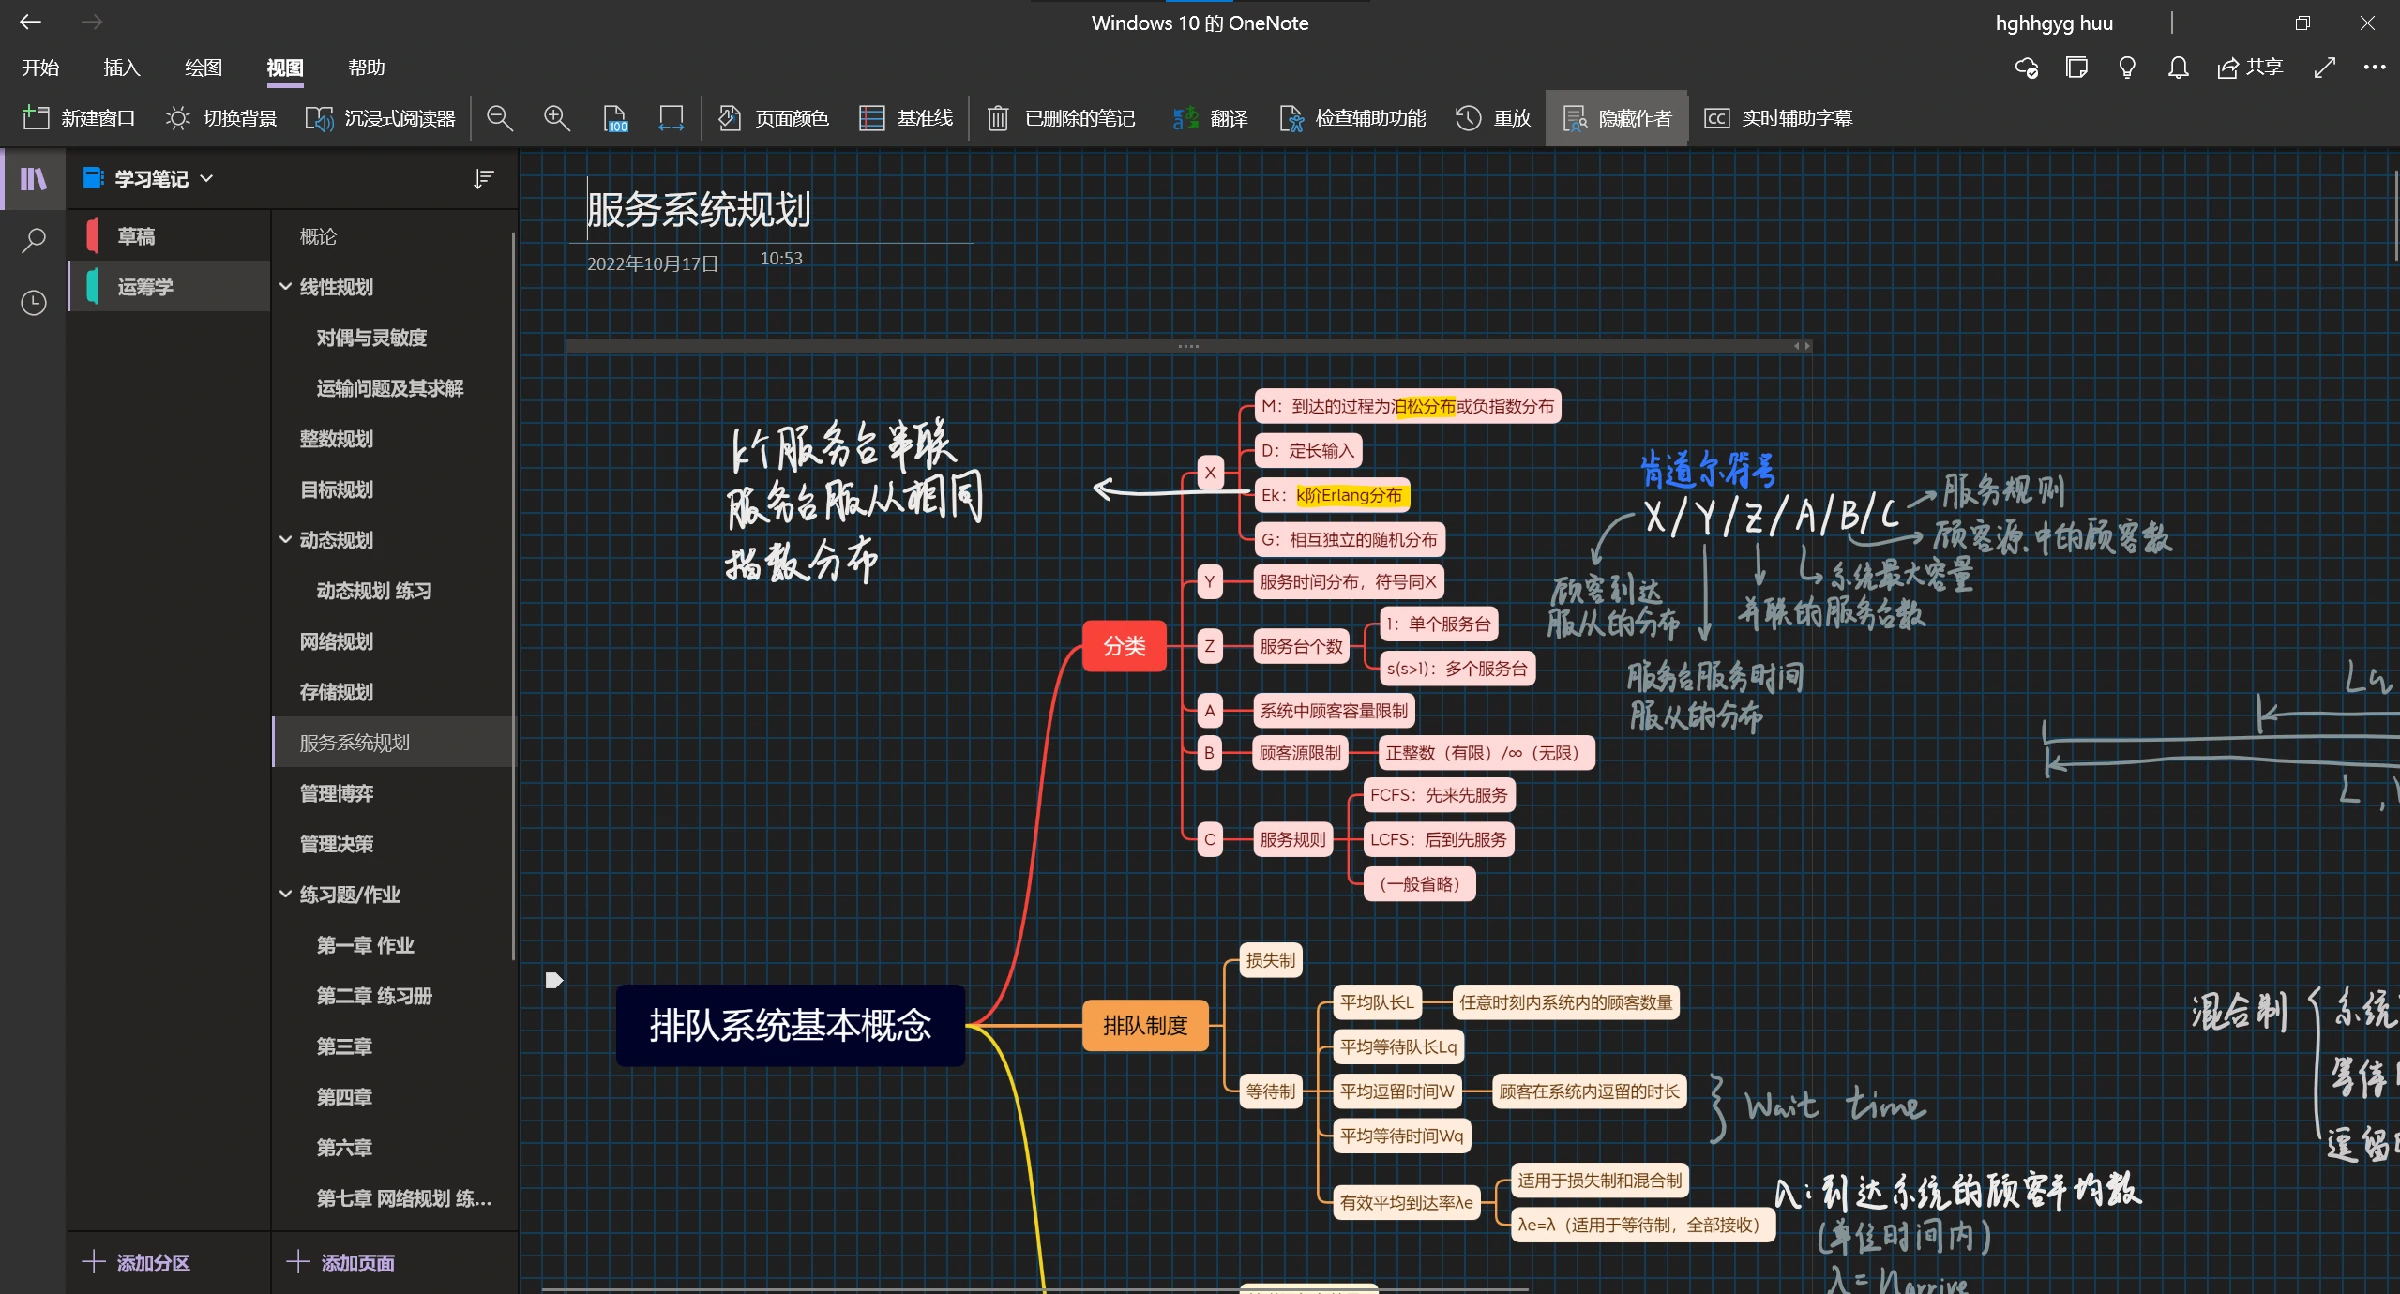 Windows 10 的 OneNote
hghhgyg huu
开始 插入 绘图 视图 帮助
共享
新建窗口 切换背景 沉浸式阅读器 100 页面颜色 基准线 已删除的笔记 翻译 检查辅助功能 重放 隐藏作者 CC 实时辅助字幕
学习笔记
草稿
运筹学
添加分区
概论
线性规划
对偶与灵敏度
运输问题及其求解
整数规划
目标规划
动态规划
动态规划 练习
网络规划
存储规划
服务系统规划
管理博弈
管理决策
练习题/作业
第一章 作业
第二章 练习册
第三章
第四章
第六章
第七章 网络规划 练...
添加页面
服务系统规划
2022年10月17日 10:53
k个服务台串联
服务台服从相同
指数分布
排队系统基本概念
分类
X
M：到达的过程为泊松分布或负指数分布
D：定长输入
Ek：k阶Erlang分布
G：相互独立的随机分布
Y
服务时间分布，符号同X
Z
服务台个数
1：单个服务台
s(s>1)：多个服务台
A
系统中顾客容量限制
B
顾客源限制
正整数（有限）/∞（无限）
C
服务规则
FCFS：先来先服务
LCFS：后到先服务
（一般省略）
肯道尔符号
X/Y/Z/A/B/C
服务规则
顾客源中的顾客数
系统最大容量
并联的服务台数
顾客到达
服从的分布
服务台服务时间
服从的分布
Lq
L
排队制度
损失制
等待制
平均队长L
任意时刻内系统内的顾客数量
平均等待队长Lq
平均逗留时间W
顾客在系统内逗留的时长
平均等待时间Wq
Wait time
有效平均到达率λe
适用于损失制和混合制
λe=λ（适用于等待制，全部接收）
混合制
系统
等待
逗留
λ：到达系统的顾客平均数
(单位时间内)
λ=